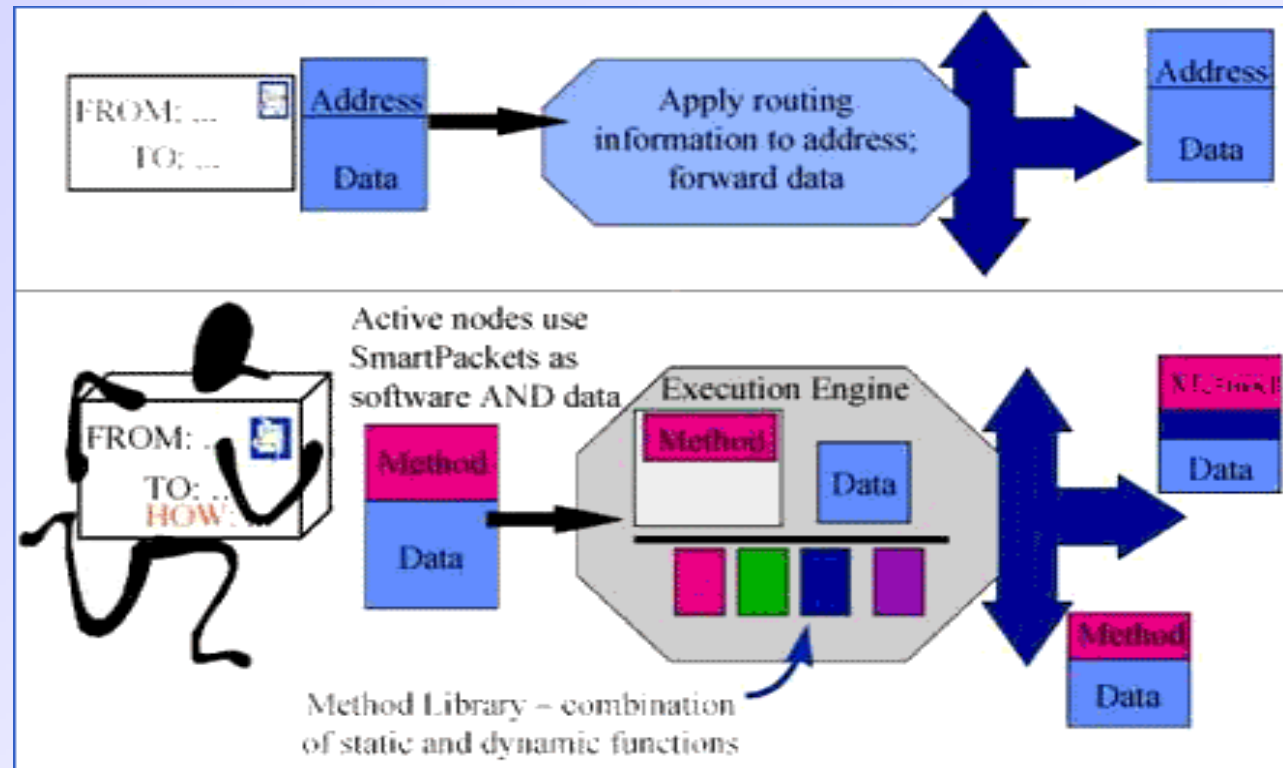 FROM: ...
TO: ...
Address
Data
Apply routing
information to address;
forward data
Address
Data
Active nodes use
SmartPackets as
software AND data
FROM: ...
TO: ...
HOW: ...
Method
Data
Execution Engine
Method
Data
Method Library – combination
of static and dynamic functions
Data
Method
Data